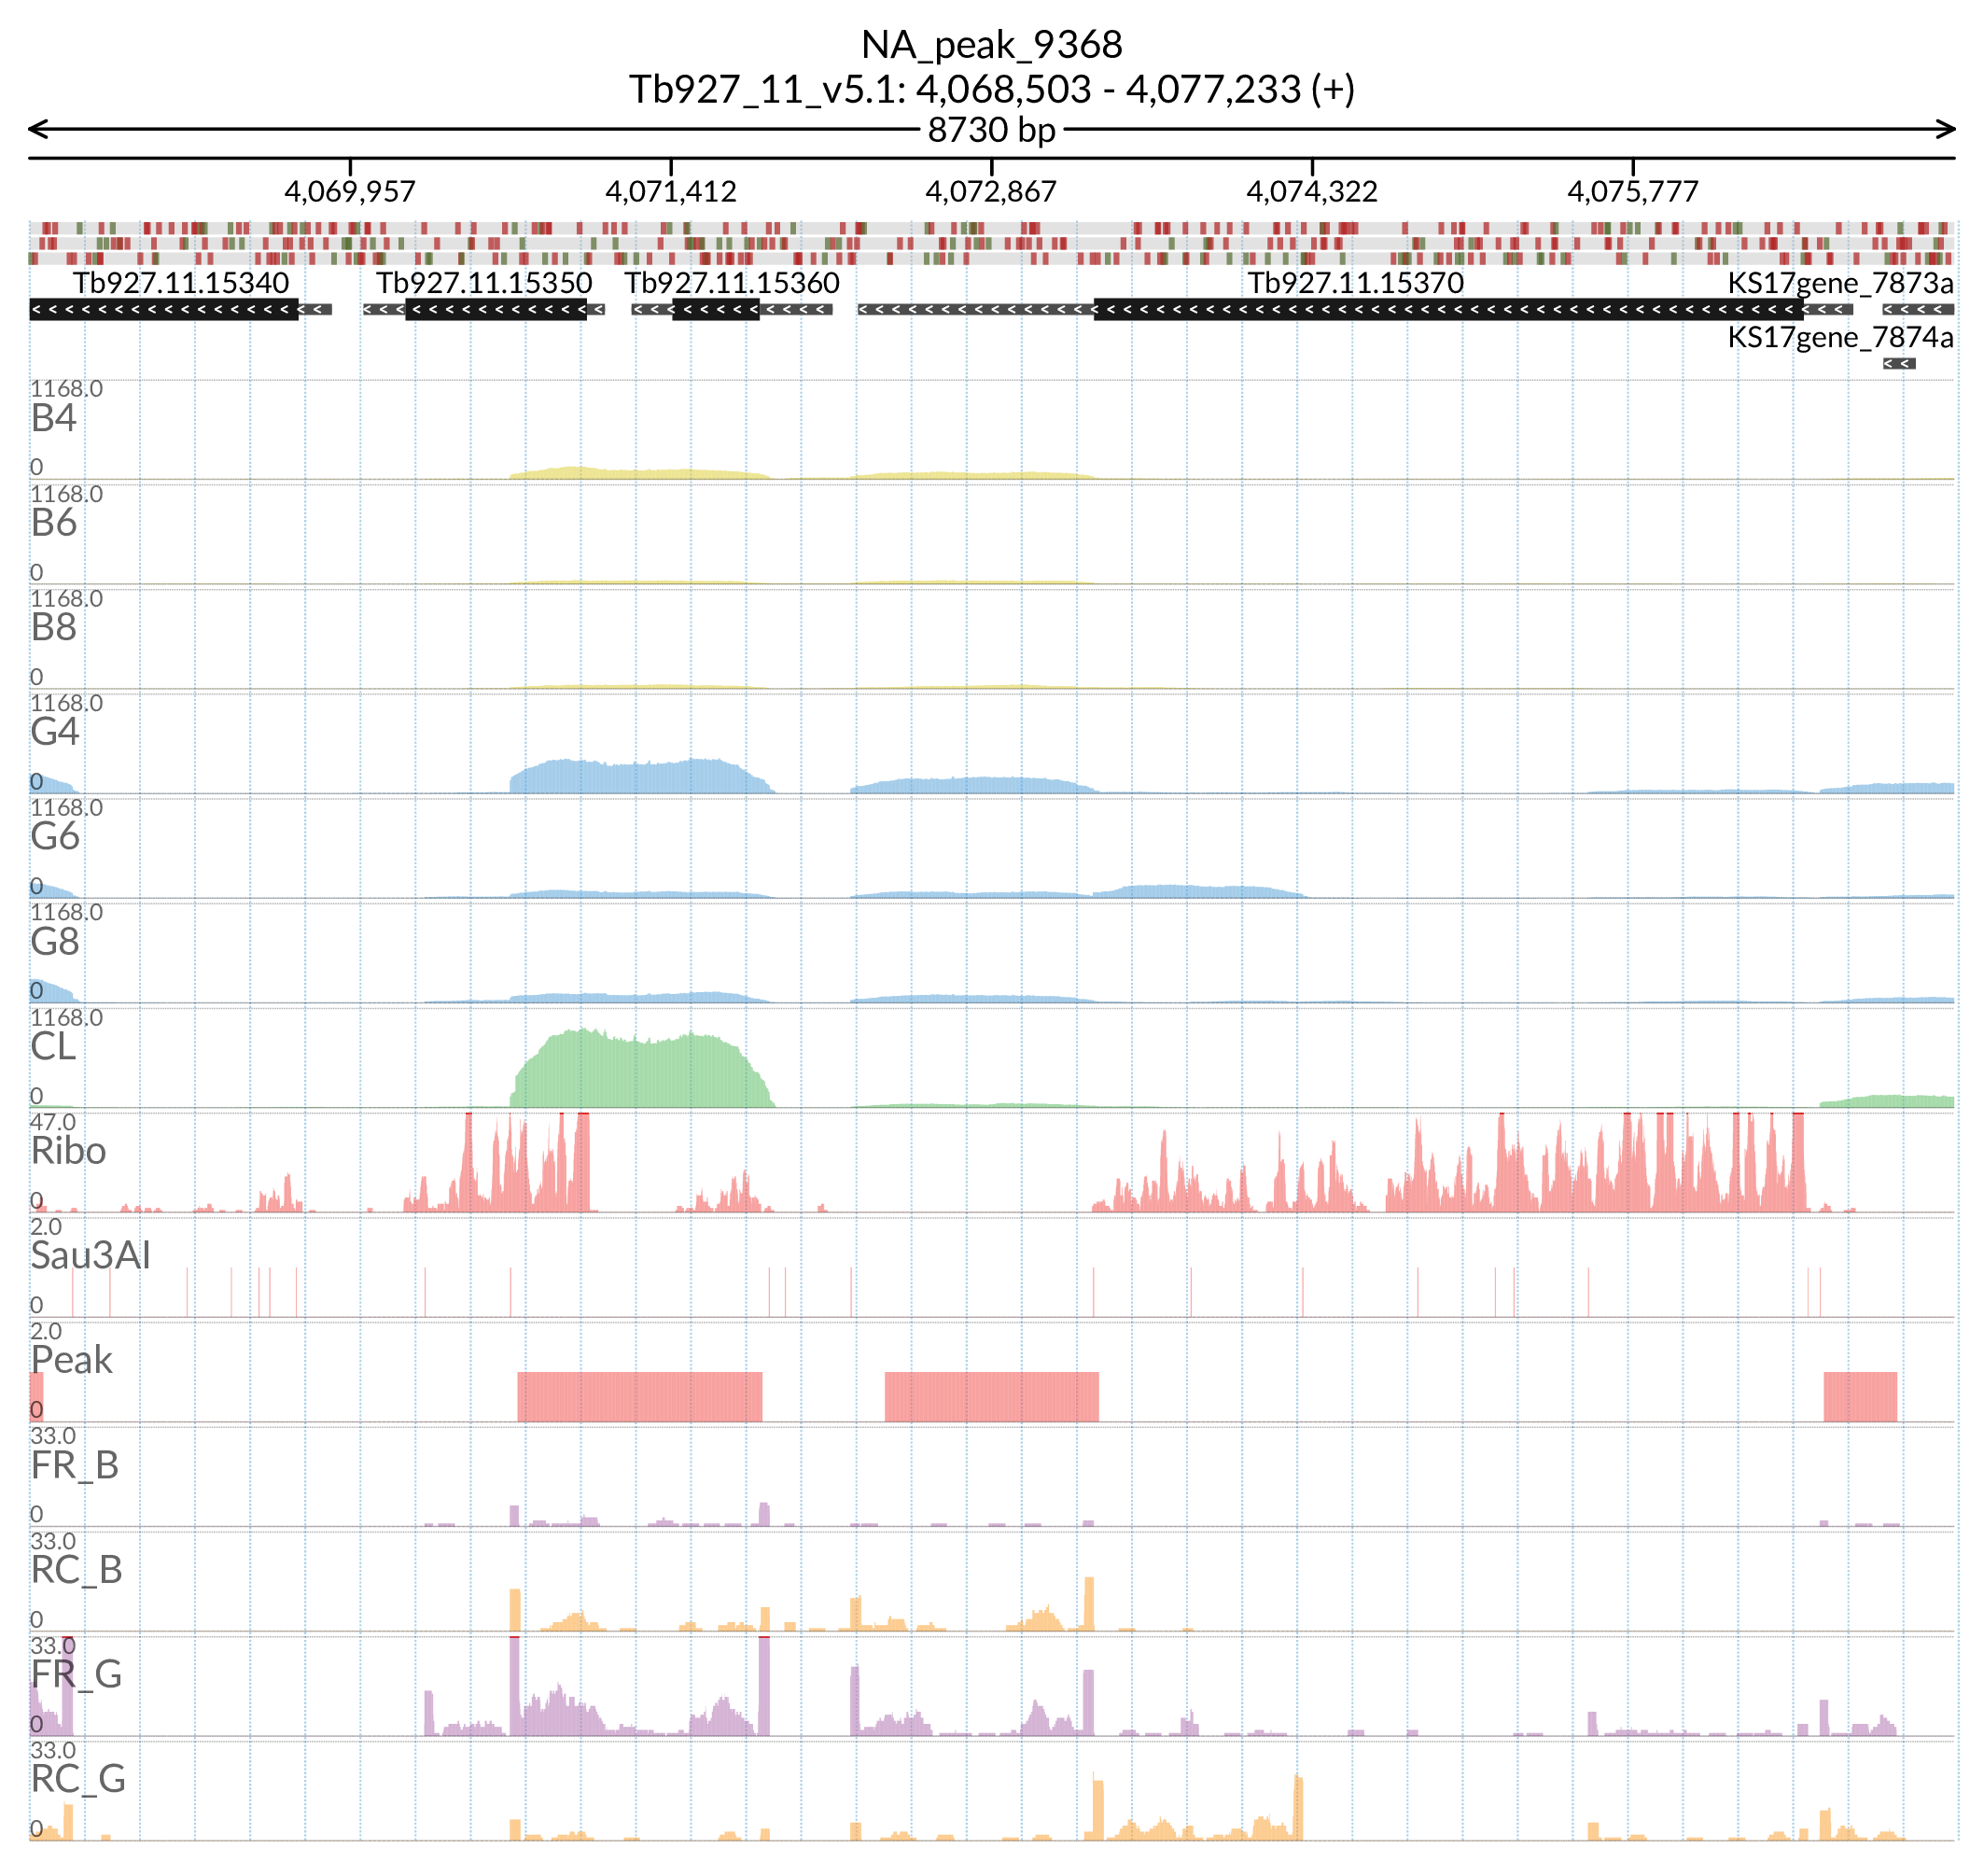 NA_peak_9368
Tb927_11_v5.1: 4,068,503 - 4,077,233 (+)
8730 bp
4,069,957 4,071,412 4,072,867 4,074,322 4,075,777
Tb927.11.15340 Tb927.11.15350 Tb927.11.15360 Tb927.11.15370 KS17gene_7873a
KS17gene_7874a
1168.0
B4
0
1168.0
B6
0
1168.0
B8
0
1168.0
G4
0
1168.0
G6
0
1168.0
G8
0
1168.0
CL
0
47.0
Ribo
0
2.0
Sau3AI
0
2.0
Peak
0
33.0
FR_B
0
33.0
RC_B
0
33.0
FR_G
0
33.0
RC_G
0